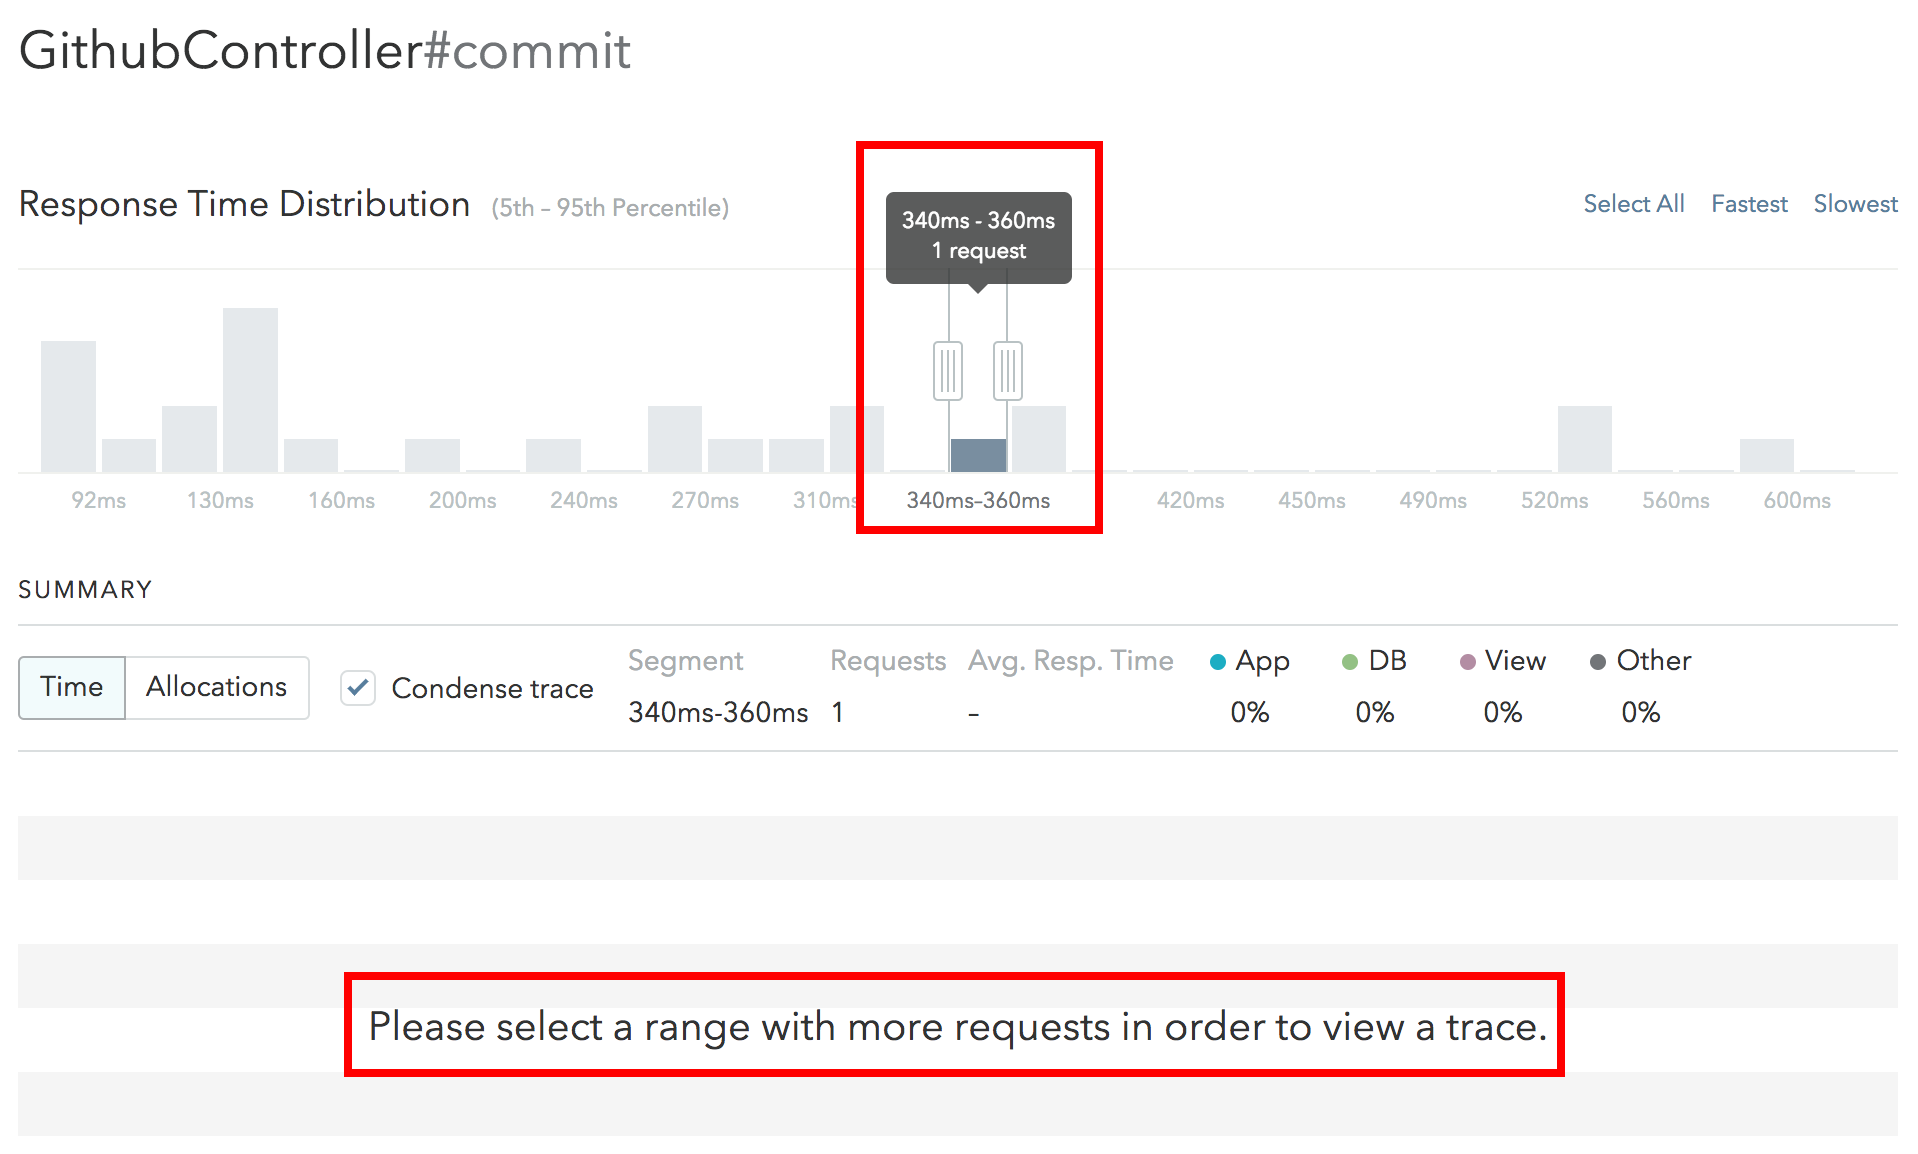 GithubController#commit
Response Time Distribution (5th – 95th Percentile)
Select All Fastest Slowest
340ms - 360ms
1 request
92ms 130ms 160ms 200ms 240ms 270ms 310ms 340ms–360ms 420ms 450ms 490ms 520ms 560ms 600ms
SUMMARY
Time Allocations Condense trace
Segment Requests Avg. Resp. Time App DB View Other
340ms-360ms 1 – 0% 0% 0% 0%
Please select a range with more requests in order to view a trace.